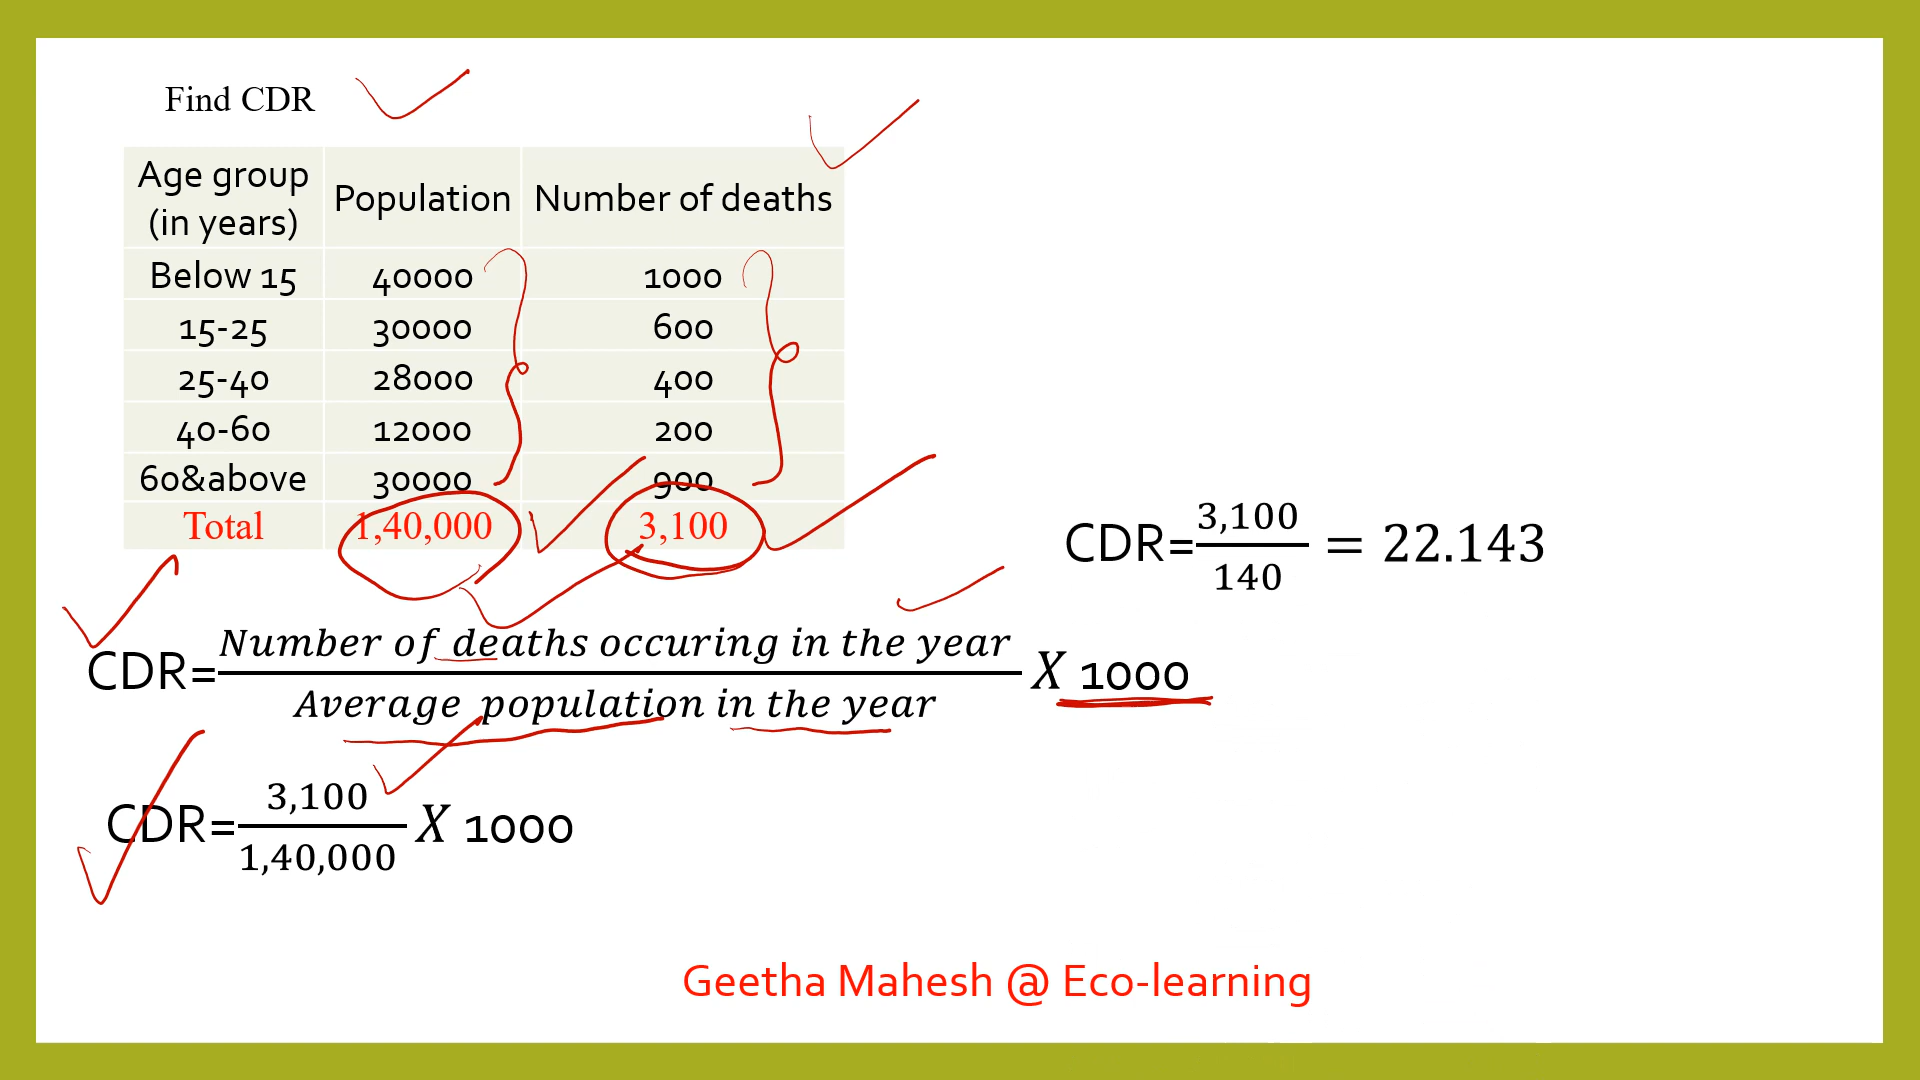 Find CDR
Age group (in years) Population Number of deaths
Below 15 40000 1000
15-25 30000 600
25-40 28000 400
40-60 12000 200
60&above 30000 900
Total 1,40,000 3,100
CDR=3,100/140 = 22.143
CDR=Number of deaths occuring in the year/Average population in the year X 1000
CDR=3,100/1,40,000 X 1000
Geetha Mahesh @ Eco-learning